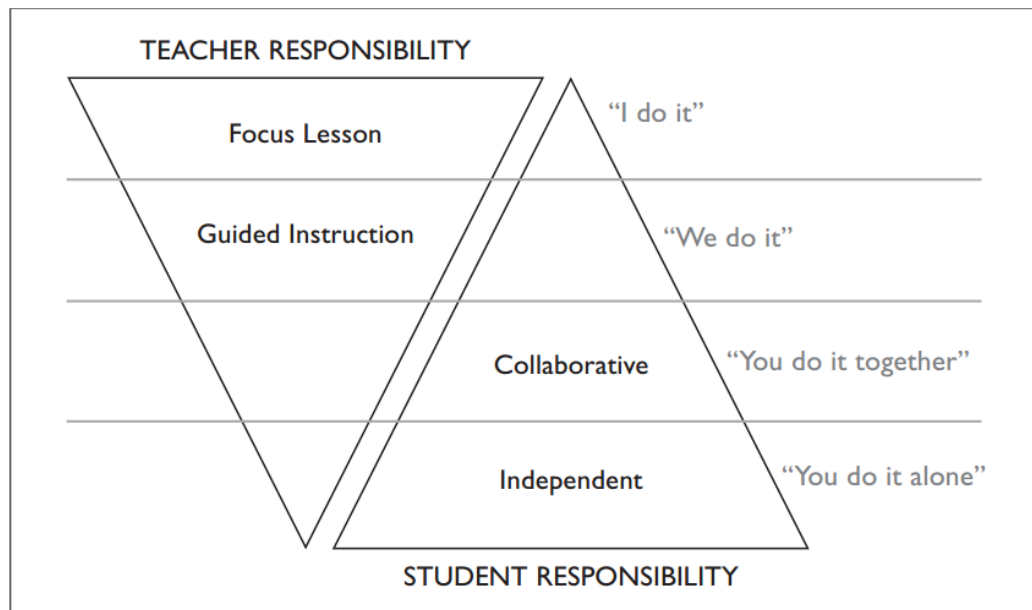 TEACHER RESPONSIBILITY
Focus Lesson
“I do it”
Guided Instruction
“We do it”
Collaborative
“You do it together”
Independent
“You do it alone”
STUDENT RESPONSIBILITY